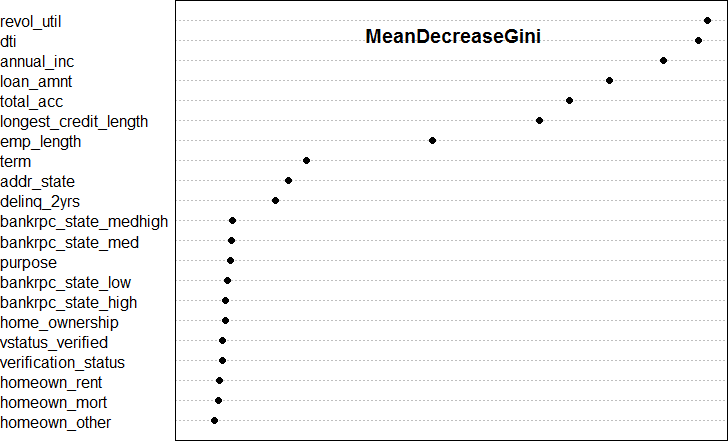 MeanDecreaseGini
revol_util
dti
annual_inc
loan_amnt
total_acc
longest_credit_length
emp_length
term
addr_state
delinq_2yrs
bankrpc_state_medhigh
bankrpc_state_med
purpose
bankrpc_state_low
bankrpc_state_high
home_ownership
vstatus_verified
verification_status
homeown_rent
homeown_mort
homeown_other